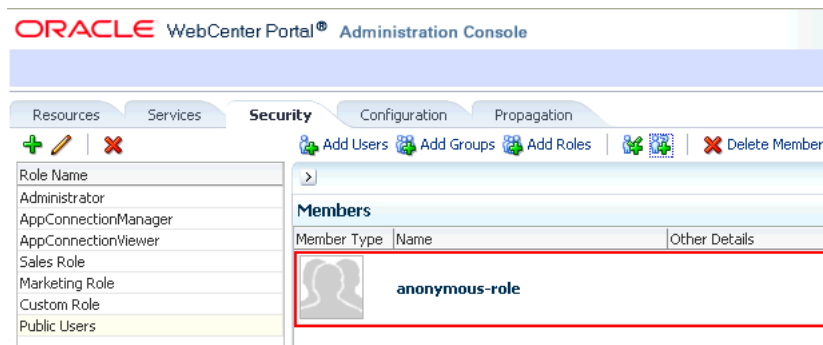 ORACLE WebCenter Portal® Administration Console
Resources Services Security Configuration Propagation
Add Users Add Groups Add Roles Delete Member
Role Name
Administrator
AppConnectionManager
AppConnectionViewer
Sales Role
Marketing Role
Custom Role
Public Users
Members
Member Type Name Other Details
anonymous-role